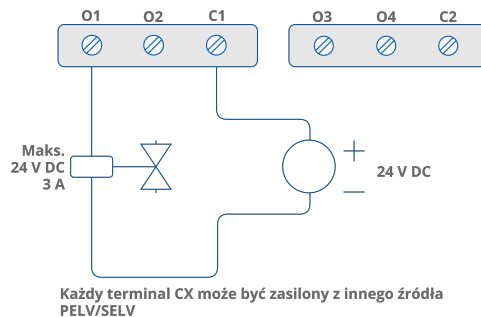 O1 O2 C1 O3 O4 C2
Maks.
24 V DC
3 A
24 V DC
Każdy terminal CX może być zasilony z innego źródła
PELV/SELV